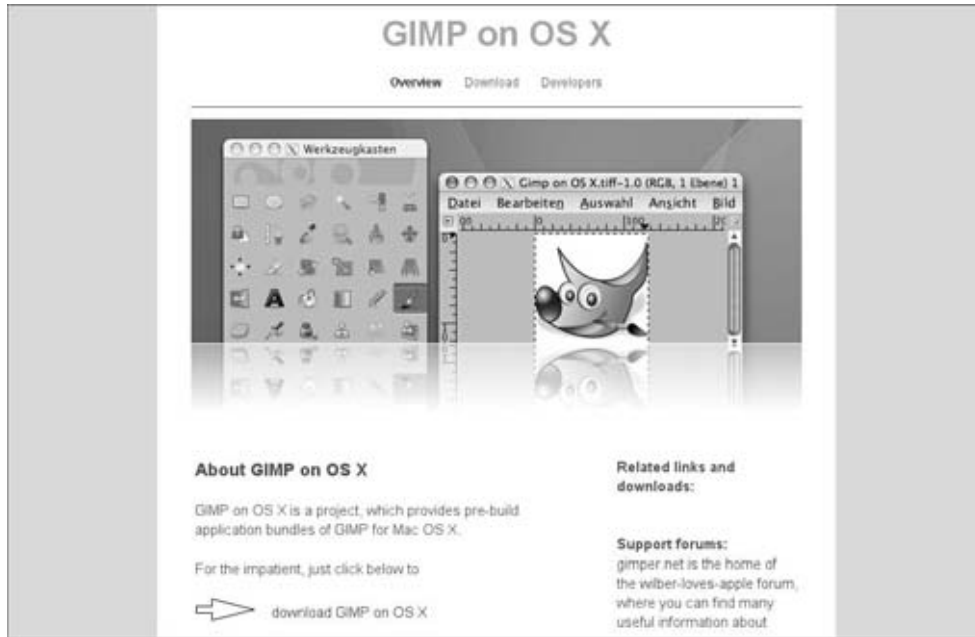 GIMP on OS X
Overview Download Developers
Werkzeugkasten
Gimp on OS X.tiff-1.0 (RGB, 1 Ebene) 1
Datei Bearbeiten Auswahl Ansicht Bild
0 100
About GIMP on OS X
GIMP on OS X is a project, which provides pre-build
application bundles of GIMP for Mac OS X.
For the impatient, just click below to
download GIMP on OS X
Related links and
downloads:
Support forums:
gimper.net is the home of
the wilber-loves-apple forum,
where you can find many
useful information about